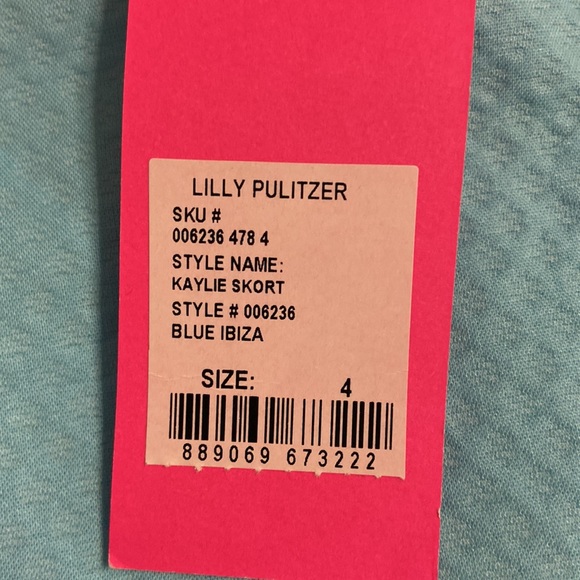 LILLY PULITZER
SKU #
006236 478 4
STYLE NAME:
KAYLIE SKORT
STYLE # 006236
BLUE IBIZA
SIZE: 4
889069 673222